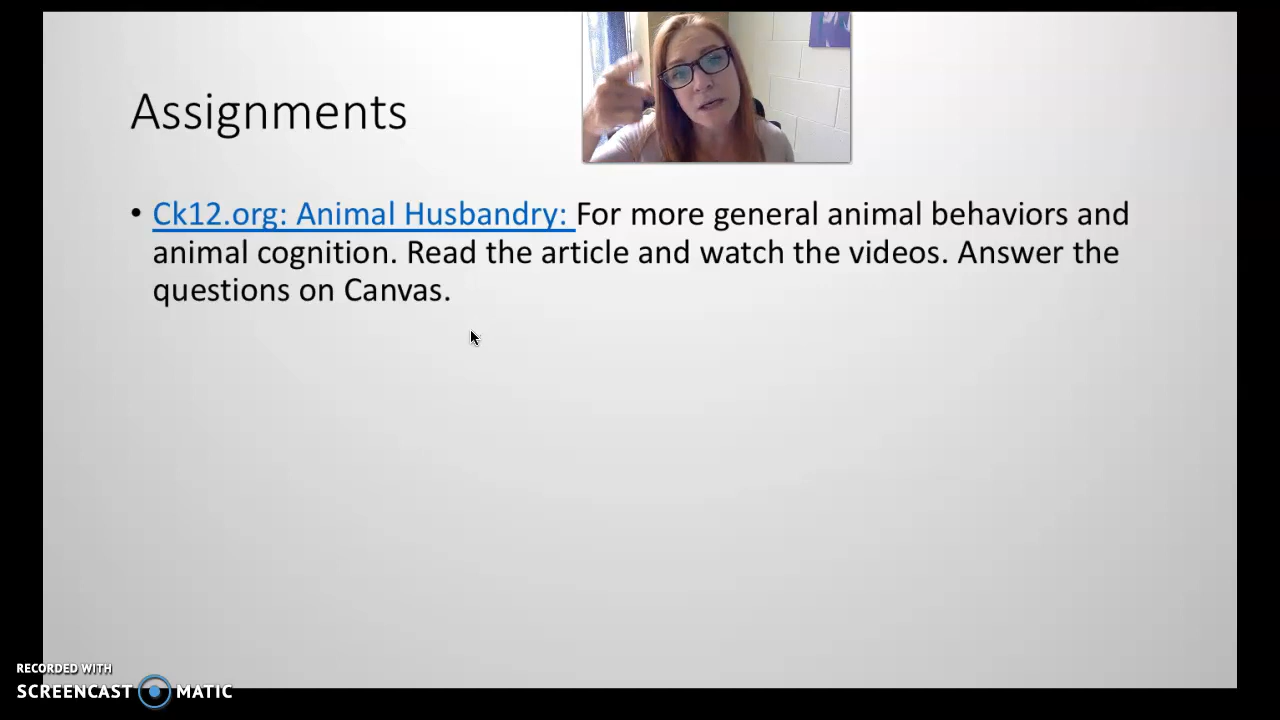 Assignments
• Ck12.org: Animal Husbandry: For more general animal behaviors and
animal cognition. Read the article and watch the videos. Answer the
questions on Canvas.
RECORDED WITH
SCREENCAST MATIC